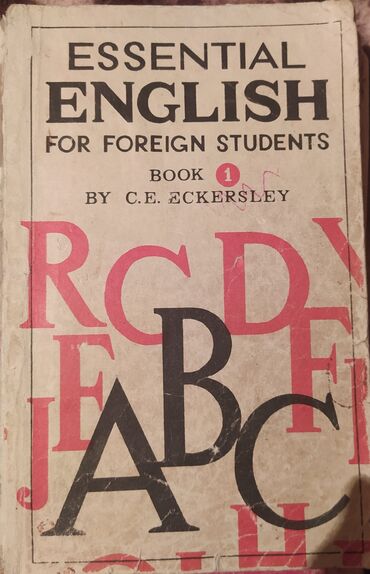 ESSENTIAL
ENGLISH
FOR FOREIGN STUDENTS
BOOK 1
BY C.E. ECKERSLEY
R C D Y
J E B F
A C